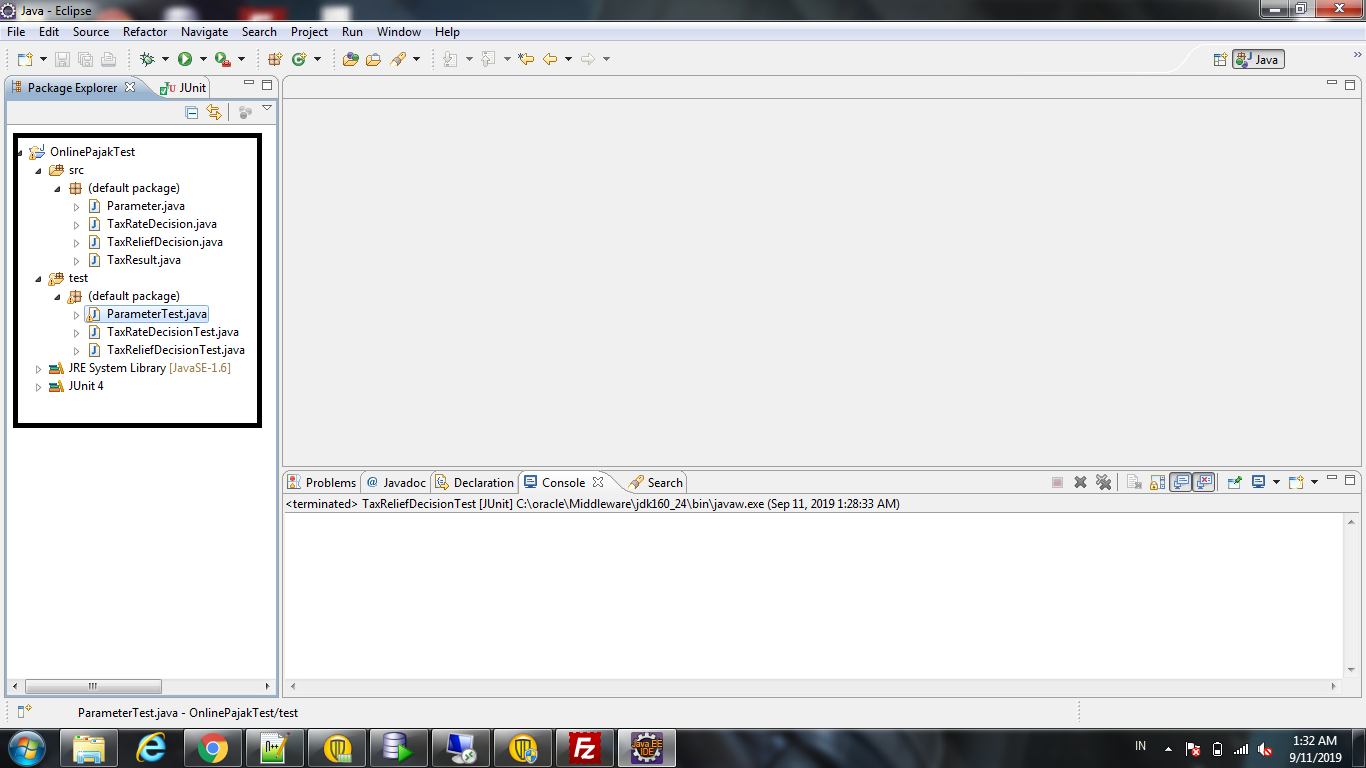 Java - Eclipse
File Edit Source Refactor Navigate Search Project Run Window Help
Java
Package Explorer JUnit
OnlinePajakTest
src
(default package)
Parameter.java
TaxRateDecision.java
TaxReliefDecision.java
TaxResult.java
test
(default package)
ParameterTest.java
TaxRateDecisionTest.java
TaxReliefDecisionTest.java
JRE System Library [JavaSE-1.6]
JUnit 4
Problems @ Javadoc Declaration Console Search
<terminated> TaxReliefDecisionTest [JUnit] C:\oracle\Middleware\jdk160_24\bin\javaw.exe (Sep 11, 2019 1:28:33 AM)
ParameterTest.java - OnlinePajakTest/test
Java EE
IDE
IN
1:32 AM
9/11/2019